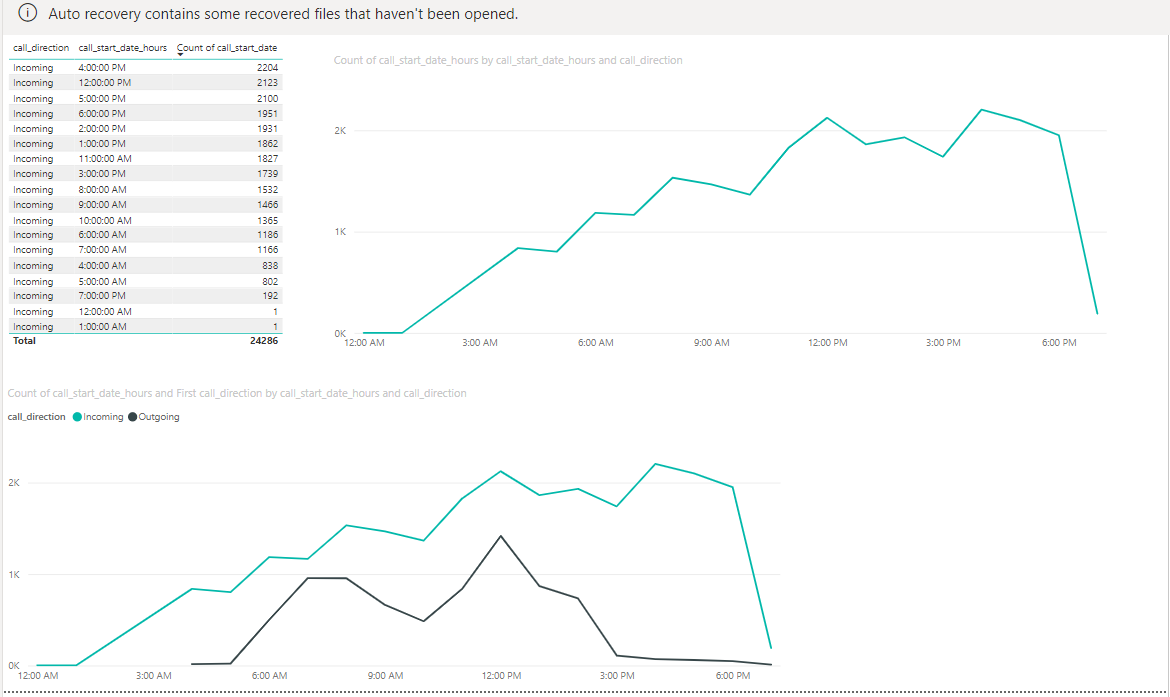 Auto recovery contains some recovered files that haven't been opened.
call_direction call_start_date_hours Count of call_start_date
Incoming 4:00:00 PM 2204
Incoming 12:00:00 PM 2123
Incoming 5:00:00 PM 2100
Incoming 6:00:00 PM 1951
Incoming 2:00:00 PM 1931
Incoming 1:00:00 PM 1862
Incoming 11:00:00 AM 1827
Incoming 3:00:00 PM 1739
Incoming 8:00:00 AM 1532
Incoming 9:00:00 AM 1466
Incoming 10:00:00 AM 1365
Incoming 6:00:00 AM 1186
Incoming 7:00:00 AM 1166
Incoming 4:00:00 AM 838
Incoming 5:00:00 AM 802
Incoming 7:00:00 PM 192
Incoming 12:00:00 AM 1
Incoming 1:00:00 AM 1
Total 24286
Count of call_start_date_hours by call_start_date_hours and call_direction
2K
1K
0K
12:00 AM 3:00 AM 6:00 AM 9:00 AM 12:00 PM 3:00 PM 6:00 PM
Count of call_start_date_hours and First call_direction by call_start_date_hours and call_direction
call_direction Incoming Outgoing
2K
1K
0K
12:00 AM 3:00 AM 6:00 AM 9:00 AM 12:00 PM 3:00 PM 6:00 PM